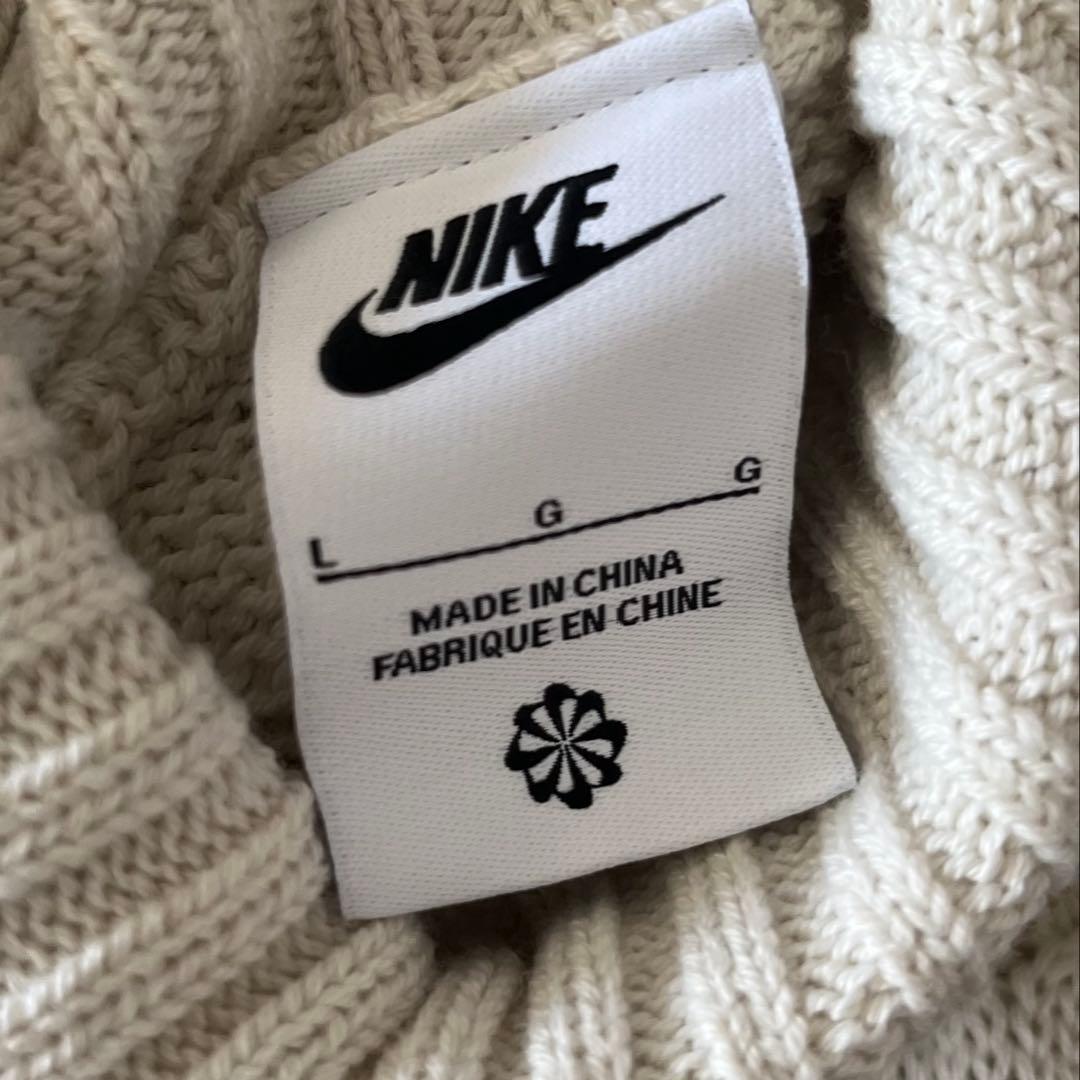 NIKE
L G G
MADE IN CHINA
FABRIQUE EN CHINE